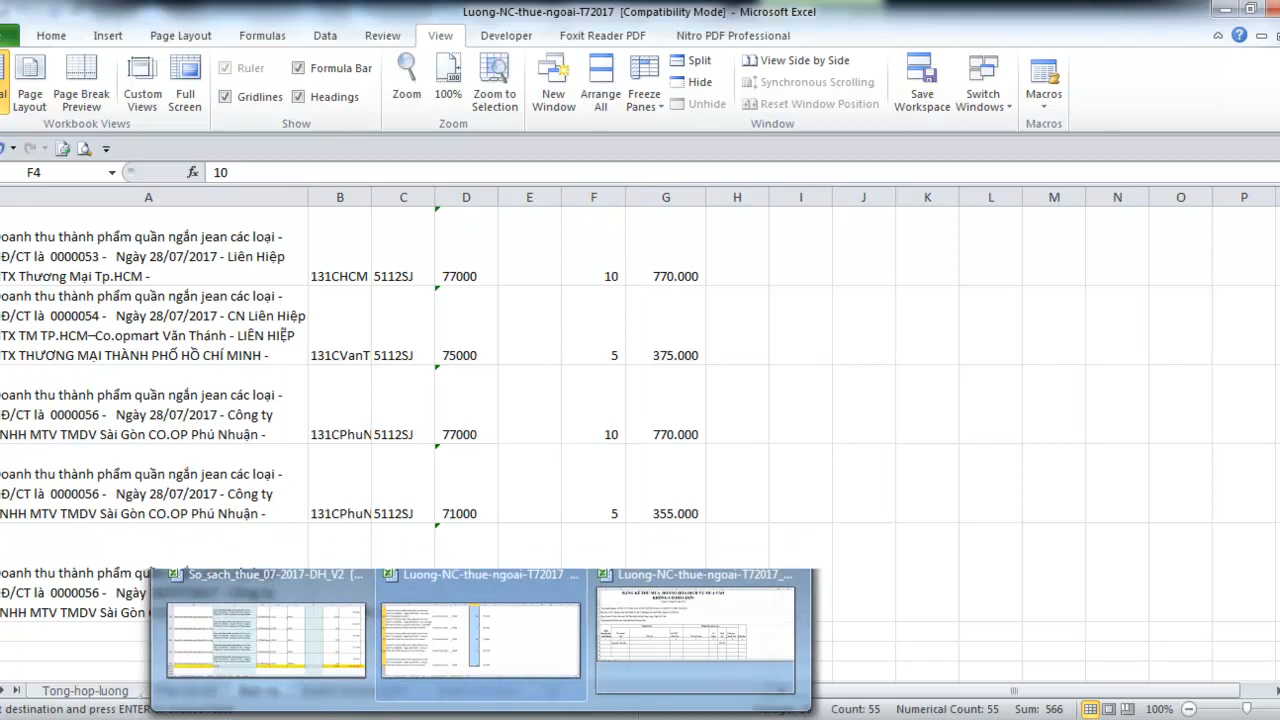 Luong-NC-thue-ngoai-T72017 [Compatibility Mode] - Microsoft Excel
Home Insert Page Layout Formulas Data Review View Developer Foxit Reader PDF Nitro PDF Professional
Page Layout
Page Break Preview
Custom Views
Full Screen
Ruler
Formula Bar
Gridlines
Headings
Zoom
100%
Zoom to Selection
New Window
Arrange All
Freeze Panes
Split
Hide
Unhide
View Side by Side
Synchronous Scrolling
Reset Window Position
Save Workspace
Switch Windows
Macros
Workbook Views Show Zoom Window Macros
F4 fx 10
A B C D E F G H I J K L M N O P
oanh thu thành phẩm quần ngắn jean các loại -
Đ/CT là 0000053 - Ngày 28/07/2017 - Liên Hiệp
TX Thương Mại Tp.HCM - 131CHCM 5112SJ 77000 10 770.000
oanh thu thành phẩm quần ngắn jean các loại -
Đ/CT là 0000054 - Ngày 28/07/2017 - CN Liên Hiệp
TX TM TP.HCM–Co.opmart Văn Thánh - LIÊN HIỆP
TX THƯƠNG MẠI THÀNH PHỐ HỒ CHÍ MINH - 131CVanT 5112SJ 75000 5 375.000
oanh thu thành phẩm quần ngắn jean các loại -
Đ/CT là 0000056 - Ngày 28/07/2017 - Công ty
NHH MTV TMDV Sài Gòn CO.OP Phú Nhuận - 131CPhuN 5112SJ 77000 10 770.000
oanh thu thành phẩm quần ngắn jean các loại -
Đ/CT là 0000056 - Ngày 28/07/2017 - Công ty
NHH MTV TMDV Sài Gòn CO.OP Phú Nhuận - 131CPhuN 5112SJ 71000 5 355.000
oanh thu thành phẩm qu
Đ/CT là 0000056 - Ngày
NHH MTV TMDV Sài Gòn
So_sach_thue_07-2017-DH_V2 [...
Luong-NC-thue-ngoai-T72017 ...
Luong-NC-thue-ngoai-T72017_...
Tong-hop-luong
t destination and press ENTER
Count: 55 Numerical Count: 55 Sum: 566 100%